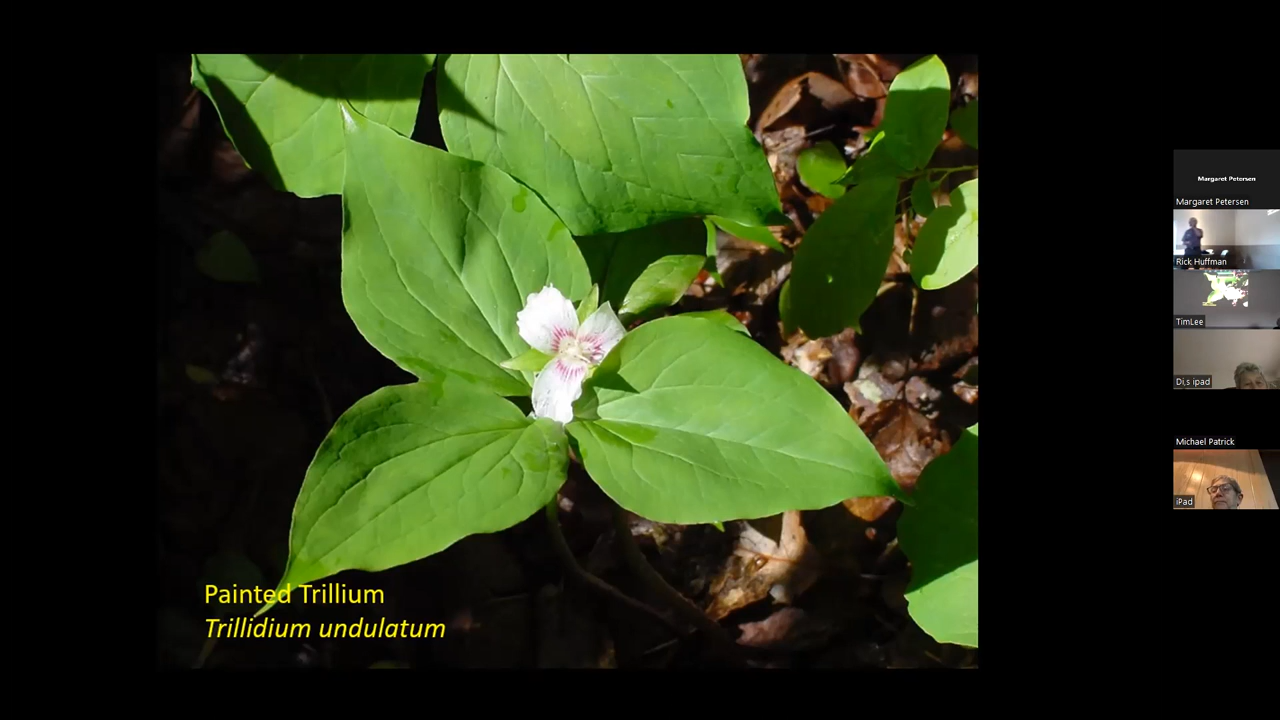 Painted Trillium
Trillidium undulatum
Margaret Petersen
Margaret Petersen
Rick Huffman
TimLee
Di,s ipad
Michael Patrick
iPad